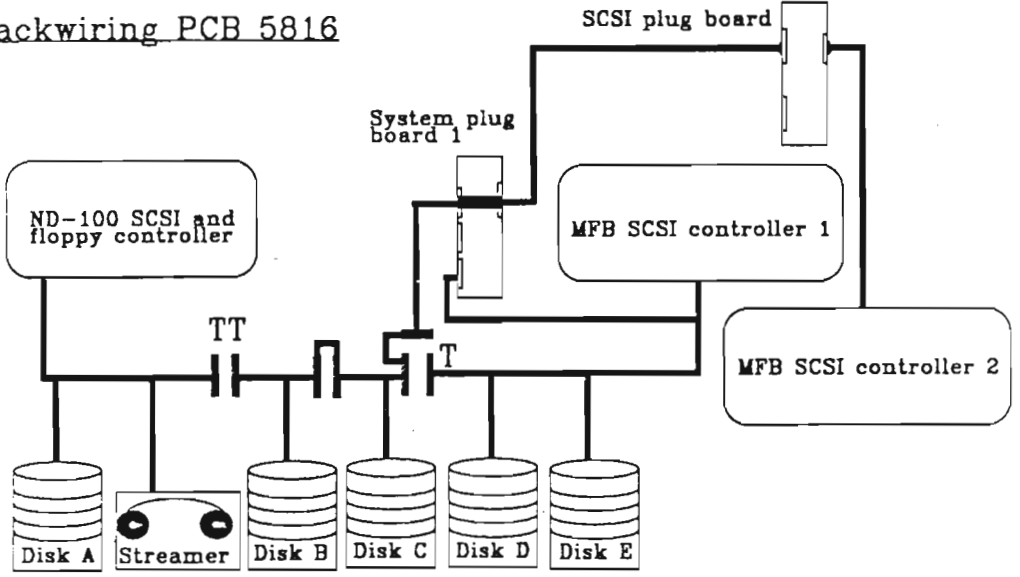 ackwiring PCB 5816
SCSI plug board
System plug
board 1
ND-100 SCSI and
floppy controller
MFB SCSI controller 1
MFB SCSI controller 2
TT
T
Disk A
Streamer
Disk B
Disk C
Disk D
Disk E